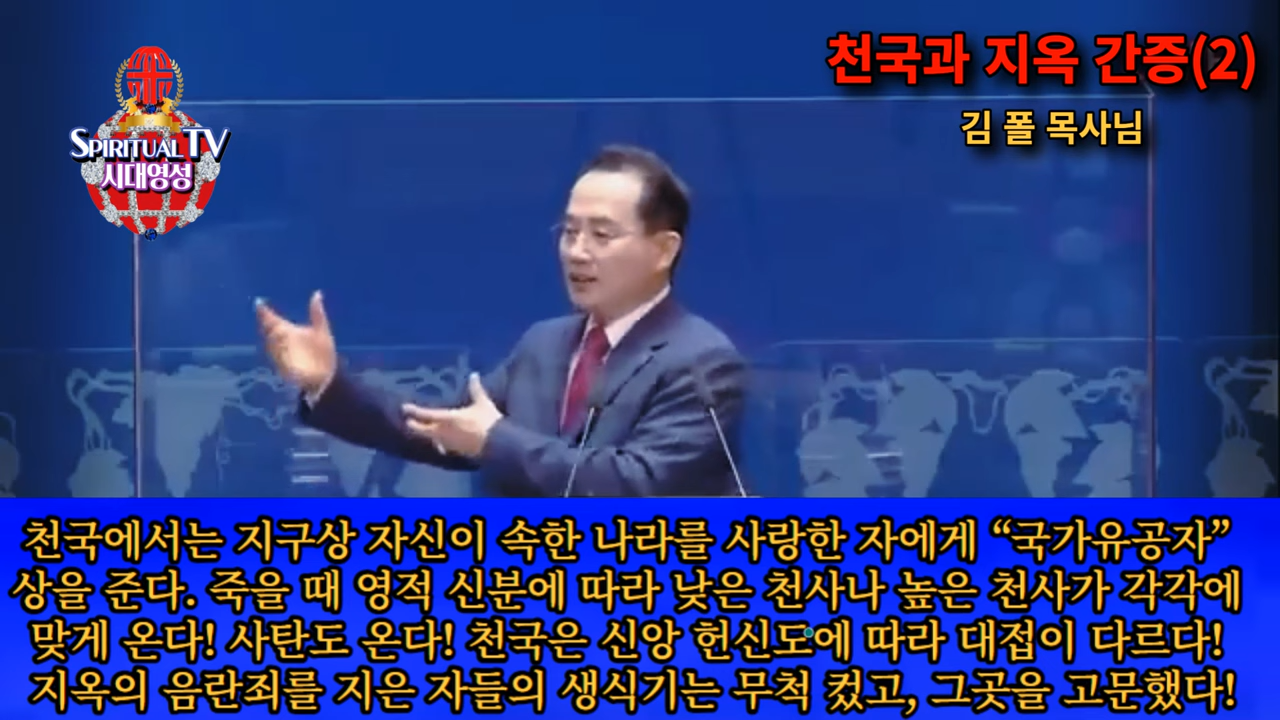 천국과 지옥 간증(2)
김 폴 목사님
SPIRITUAL TV
시대영성
천국에서는 지구상 자신이 속한 나라를 사랑한 자에게 “국가유공자”
상을 준다. 죽을 때 영적 신분에 따라 낮은 천사나 높은 천사가 각각에
맞게 온다! 사탄도 온다! 천국은 신앙 헌신도에 따라 대접이 다르다!
지옥의 음란죄를 지은 자들의 생식기는 무척 컸고, 그곳을 고문했다!